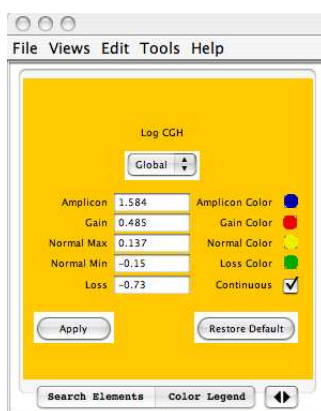 File Views Edit Tools Help
Log CGH
Global
Amplicon 1.584 Amplicon Color
Gain 0.485 Gain Color
Normal Max 0.137 Normal Color
Normal Min -0.15 Loss Color
Loss -0.73 Continuous
Apply Restore Default
Search Elements Color Legend